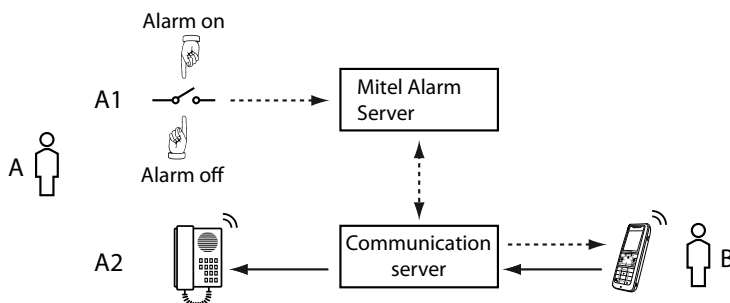 Alarm on
A1
Mitel Alarm
Server
A
Alarm off
A2
Communication
server
B